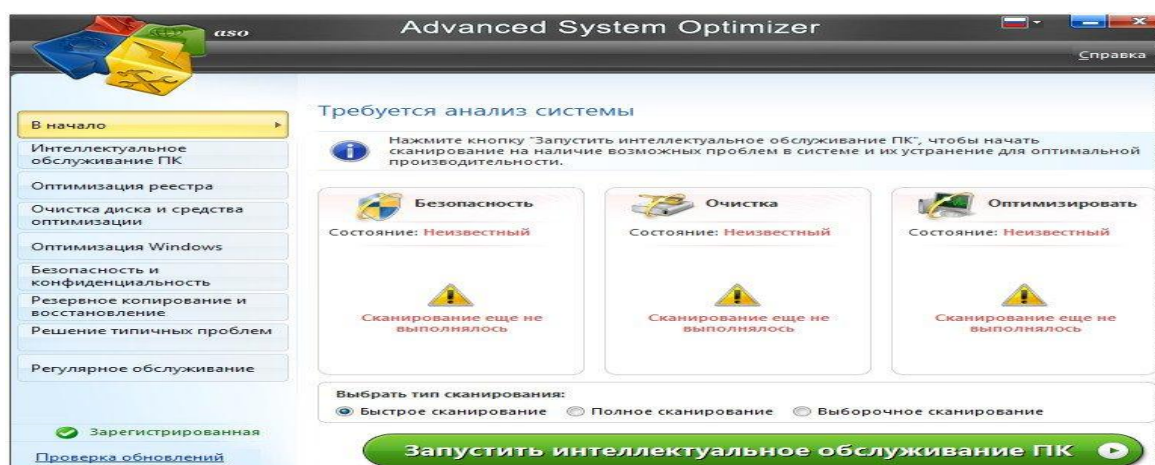 aso
Advanced System Optimizer
Справка
В начало
Интеллектуальное
обслуживание ПК
Оптимизация реестра
Очистка диска и средства
оптимизации
Оптимизация Windows
Безопасность и
конфиденциальность
Резервное копирование и
восстановление
Решение типичных проблем
Регулярное обслуживание
Зарегистрированная
Проверка обновлений
Требуется анализ системы
Нажмите кнопку "Запустить интеллектуальное обслуживание ПК", чтобы начать
сканирование на наличие возможных проблем в системе и их устранение для оптимальной
производительности.
Безопасность
Состояние: Неизвестный
Сканирование еще не
выполнялось
Очистка
Состояние: Неизвестный
Сканирование еще не
выполнялось
Оптимизировать
Состояние: Неизвестный
Сканирование еще не
выполнялось
Выбрать тип сканирования:
Быстрое сканирование Полное сканирование Выборочное сканирование
Запустить интеллектуальное обслуживание ПК